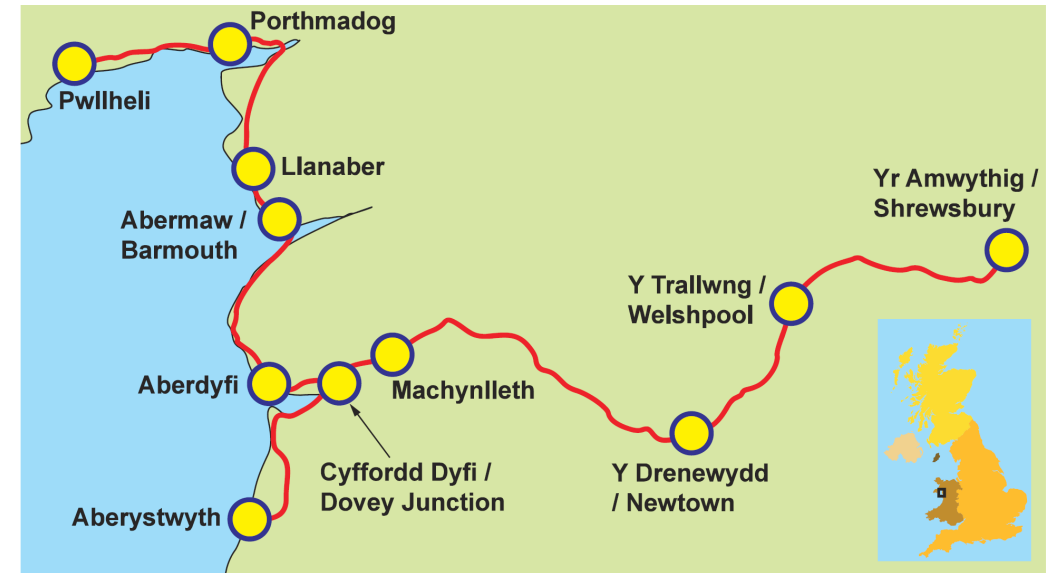 Porthmadog
Pwllheli
Llanaber
Abermaw /
Barmouth
Yr Amwythig /
Shrewsbury
Y Trallwng /
Welshpool
Aberdyfi
Machynlleth
Cyffordd Dyfi /
Dovey Junction
Y Drenewydd
/ Newtown
Aberystwyth